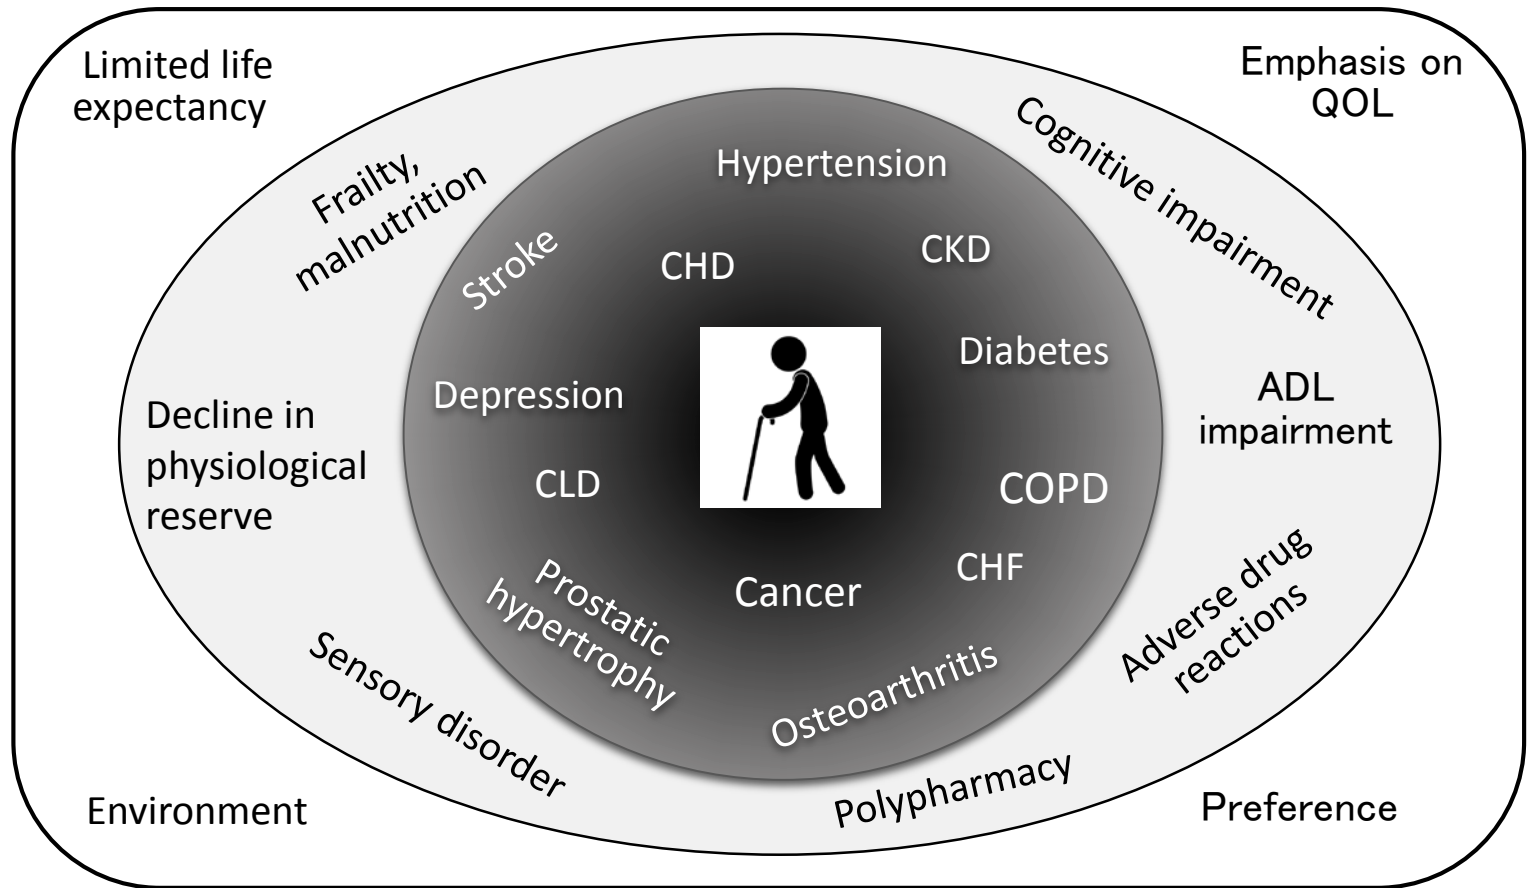 Limited life
expectancy
Emphasis on
QOL
Frailty,
malnutrition
Cognitive impairment
Hypertension
Stroke
CHD
CKD
Diabetes
Depression
Decline in
physiological
reserve
ADL
impairment
CLD
COPD
CHF
Cancer
Prostatic
hypertrophy
Adverse drug
reactions
Osteoarthritis
Sensory disorder
Polypharmacy
Environment
Preference